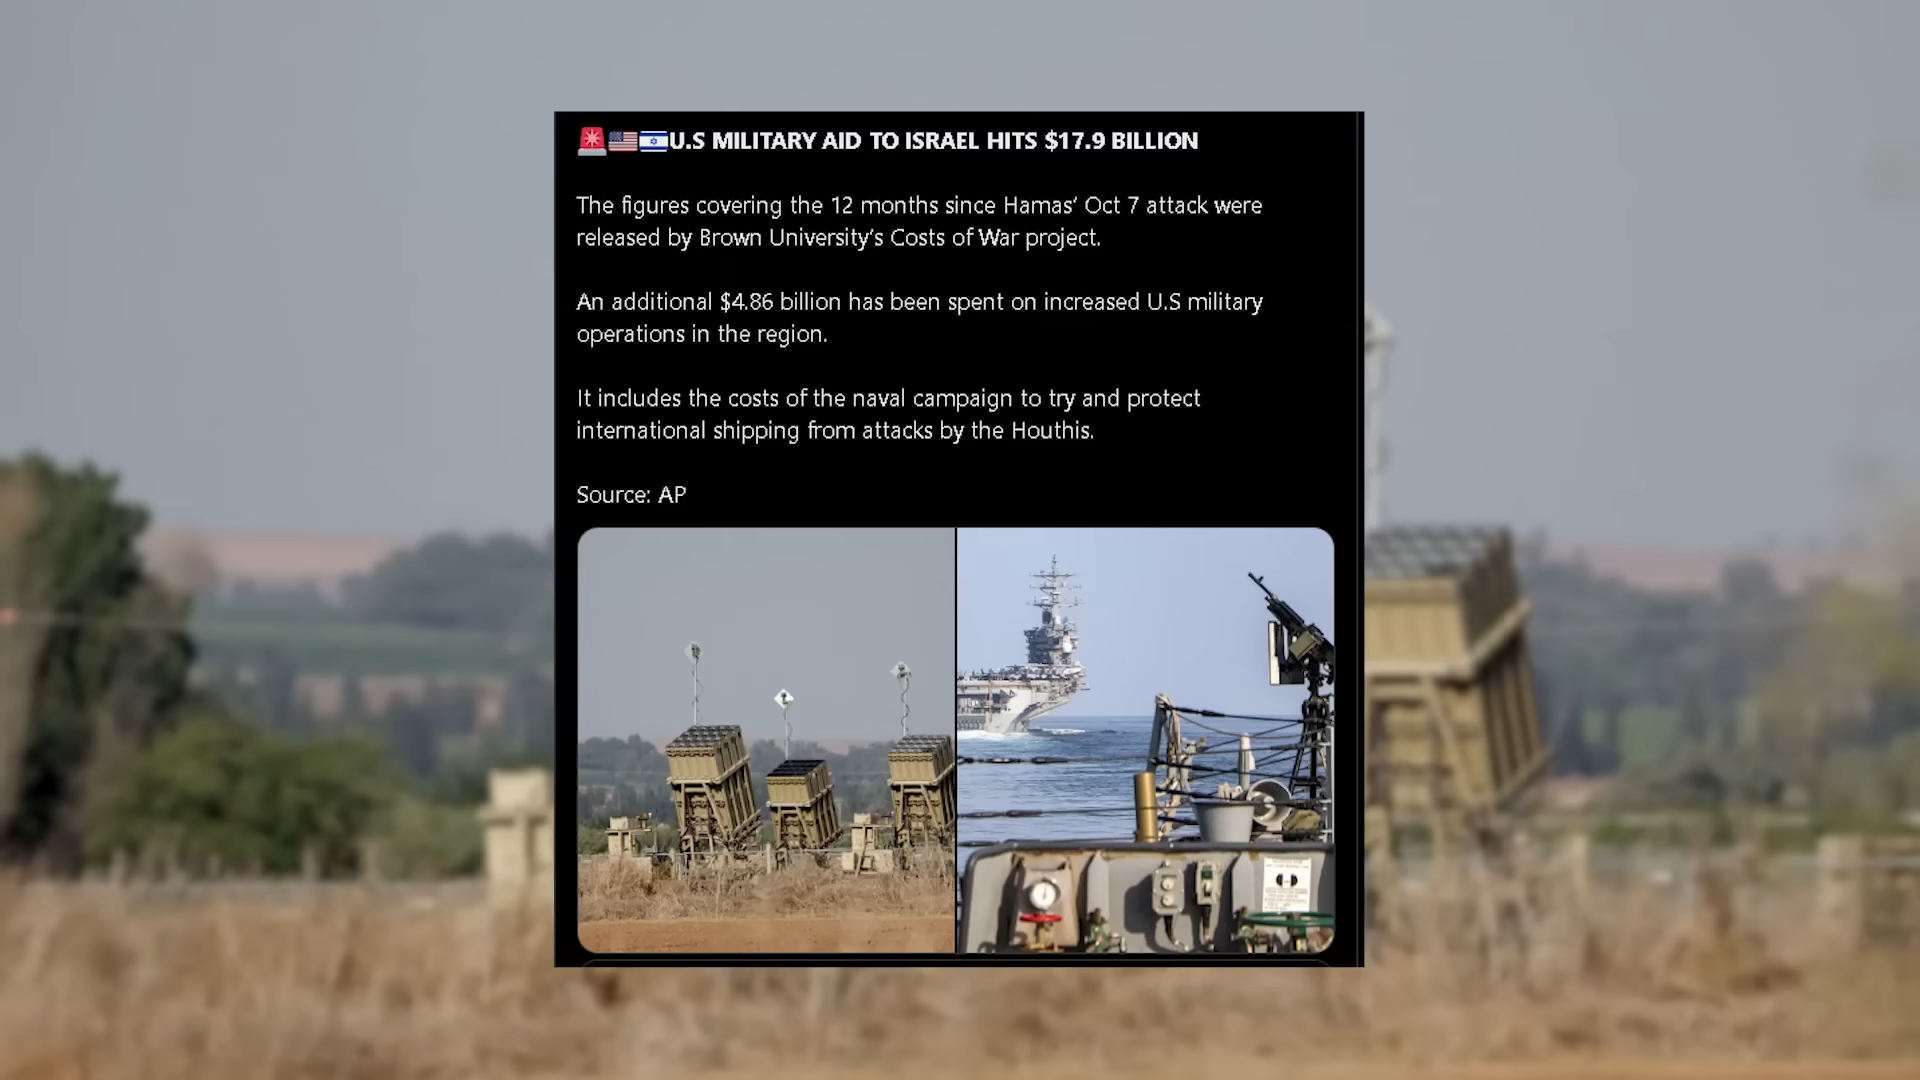 🚨🇺🇸🇮🇱U.S MILITARY AID TO ISRAEL HITS $17.9 BILLION
The figures covering the 12 months since Hamas’ Oct 7 attack were
released by Brown University’s Costs of War project.
An additional $4.86 billion has been spent on increased U.S military
operations in the region.
It includes the costs of the naval campaign to try and protect
international shipping from attacks by the Houthis.
Source: AP